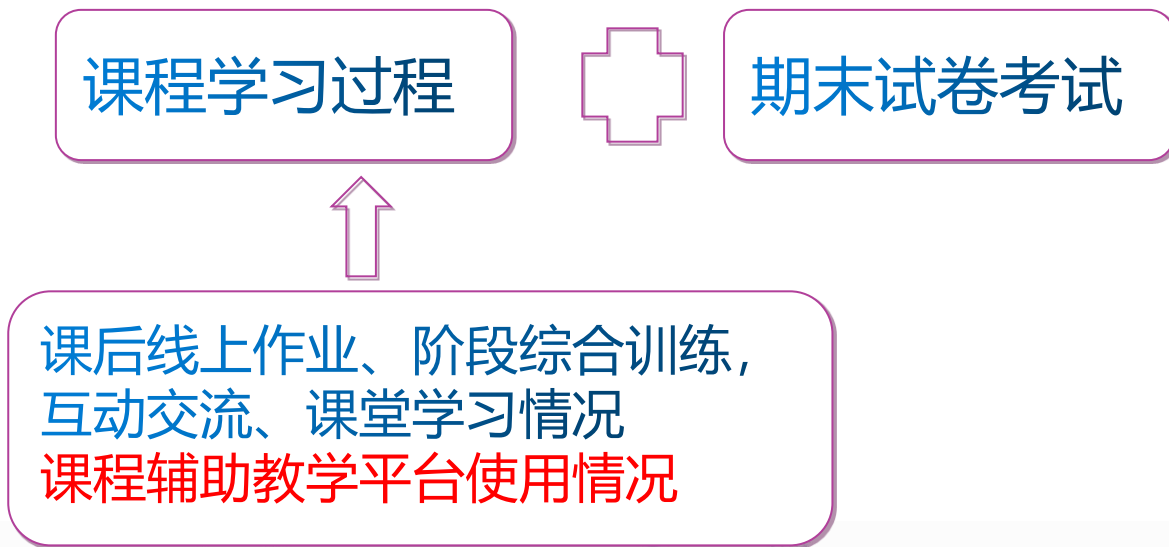 课程学习过程
期末试卷考试
课后线上作业、阶段综合训练，
互动交流、课堂学习情况
课程辅助教学平台使用情况